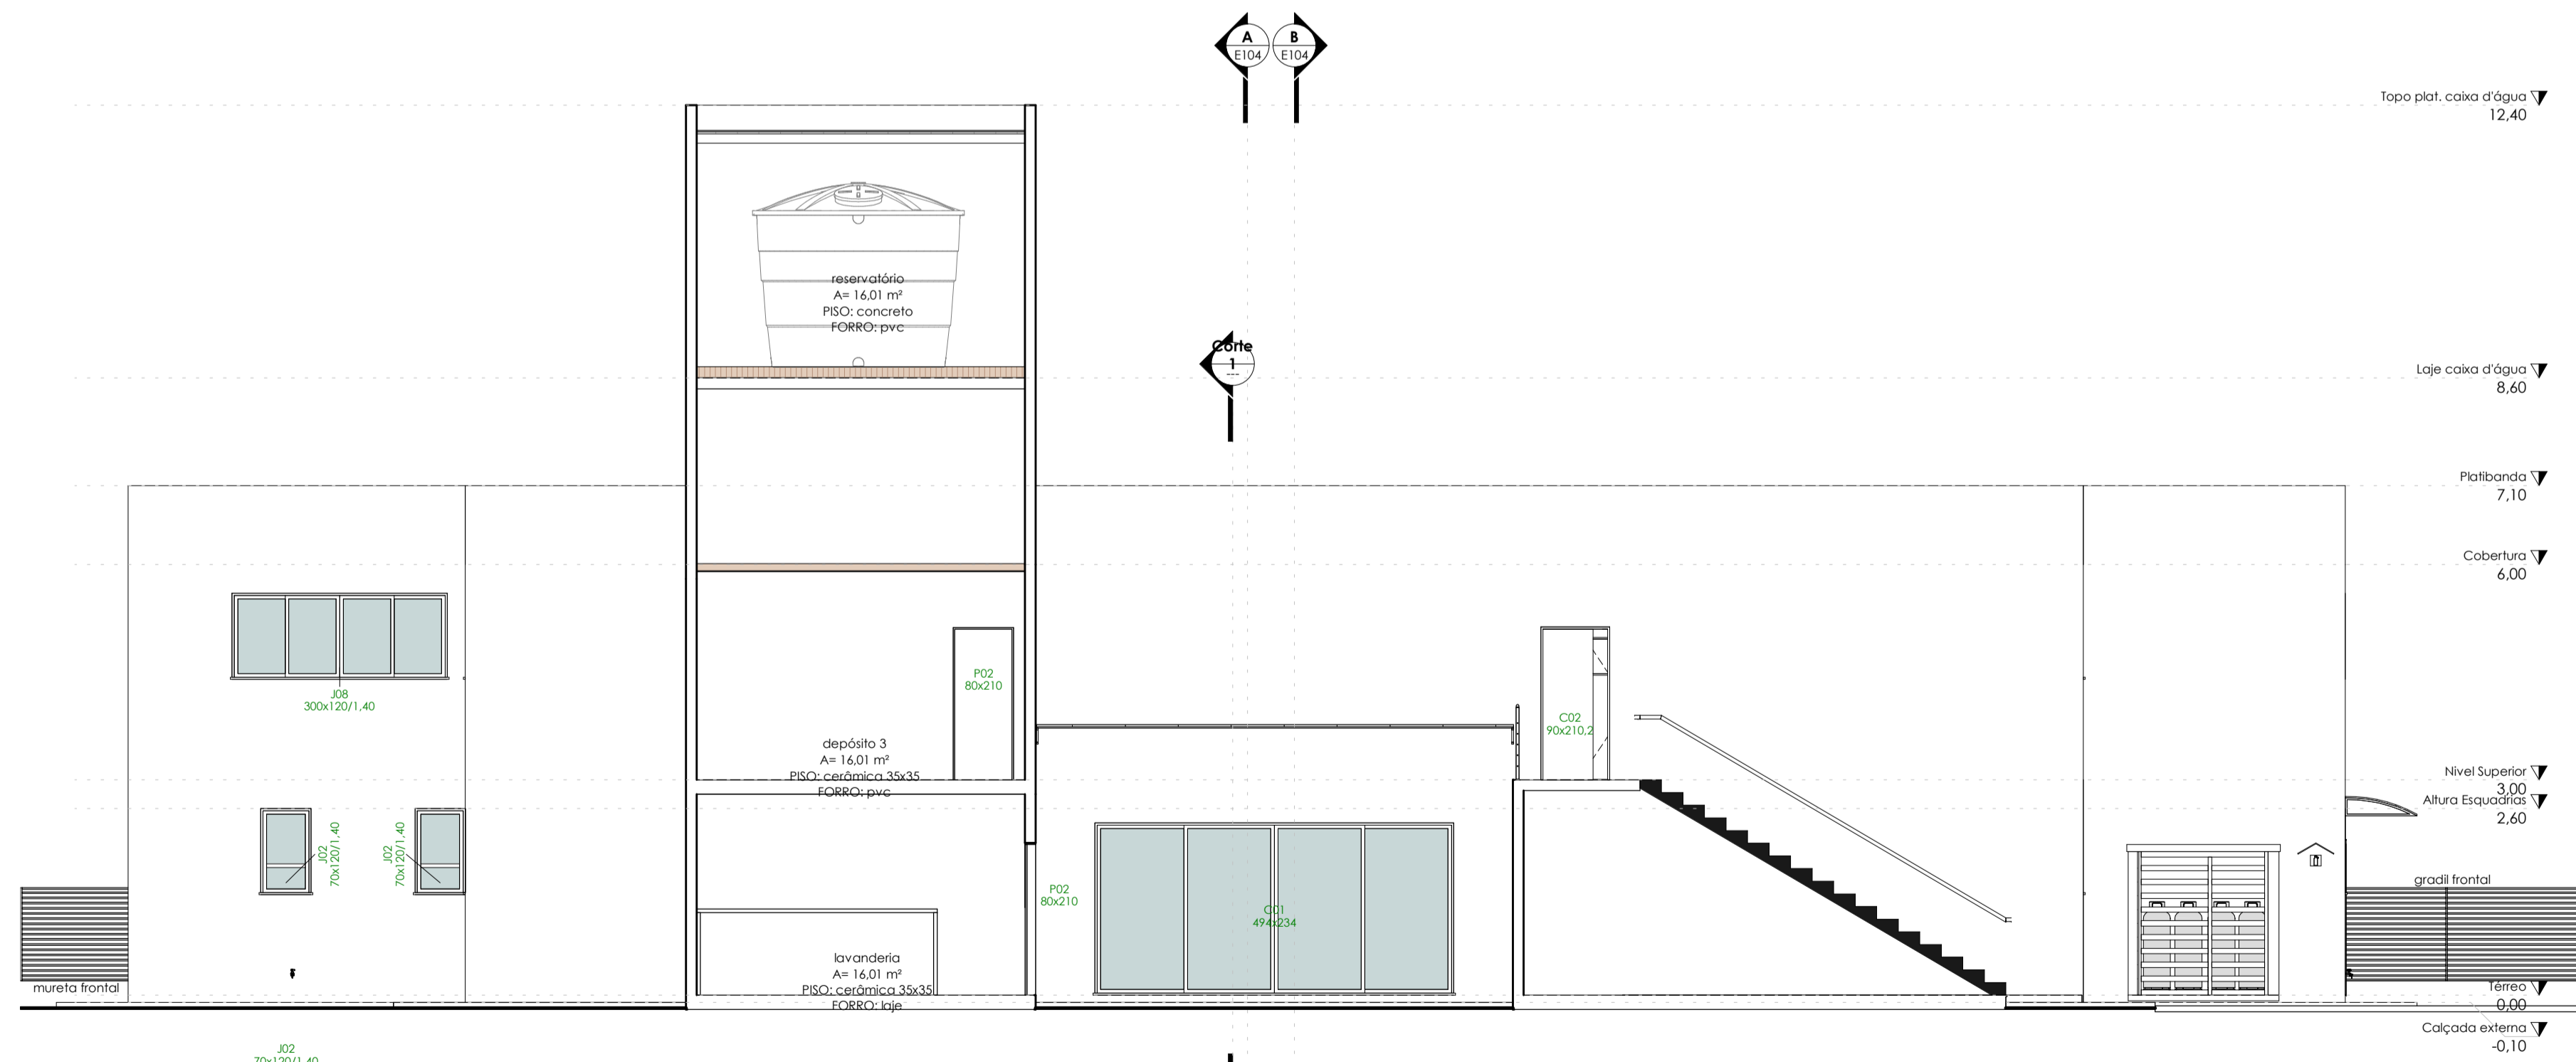 A
E104
B
E104
Topo plat. caixa d'água
12,40
reservatório
A= 16,01 m²
PISO: concreto
FORRO: pvc
Corte
1
---
Laje caixa d'água
8,60
Platibanda
7,10
Cobertura
6,00
J08
300x120/1,40
P02
80x210
C02
90x210,2
depósito 3
A= 16,01 m²
PISO: cerâmica 35x35
FORRO: pvc
Nivel Superior
3,00
Altura Esquadrias
2,60
J02
70x120/1,40
J02
70x120/1,40
P02
80x210
C01
494x234
gradil frontal
lavanderia
A= 16,01 m²
PISO: cerâmica 35x35
FORRO: laje
mureta frontal
Térreo
0,00
Calçada externa
-0,10
J02
70x120/1,40